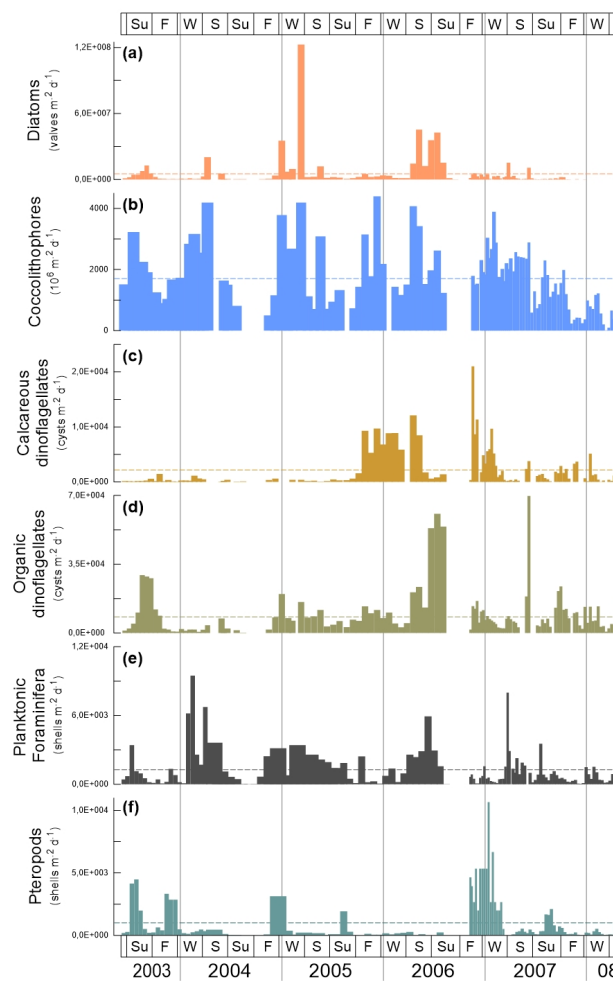 Su F W S Su F W S Su F W S Su F W S Su F W
(a)
1,2E+008
6,0E+007
0,0E+000
Diatoms
(valves m-2 d-1)
(b)
4000
2000
0
Coccolithophores
(10⁶ m-2 d-1)
(c)
2,0E+004
1,0E+004
0,0E+000
Calcareous
dinoflagellates
(cysts m-2 d-1)
(d)
7,0E+004
3,5E+004
0,0E+000
Organic
dinoflagellates
(cysts m-2 d-1)
(e)
1,2E+004
6,0E+003
0,0E+000
Planktonic
Foraminifera
(shells m-2 d-1)
(f)
1,0E+004
5,0E+003
0,0E+000
Pteropods
(shells m-2 d-1)
Su F W S Su F W S Su F W S Su F W S Su F W
2003 2004 2005 2006 2007 08